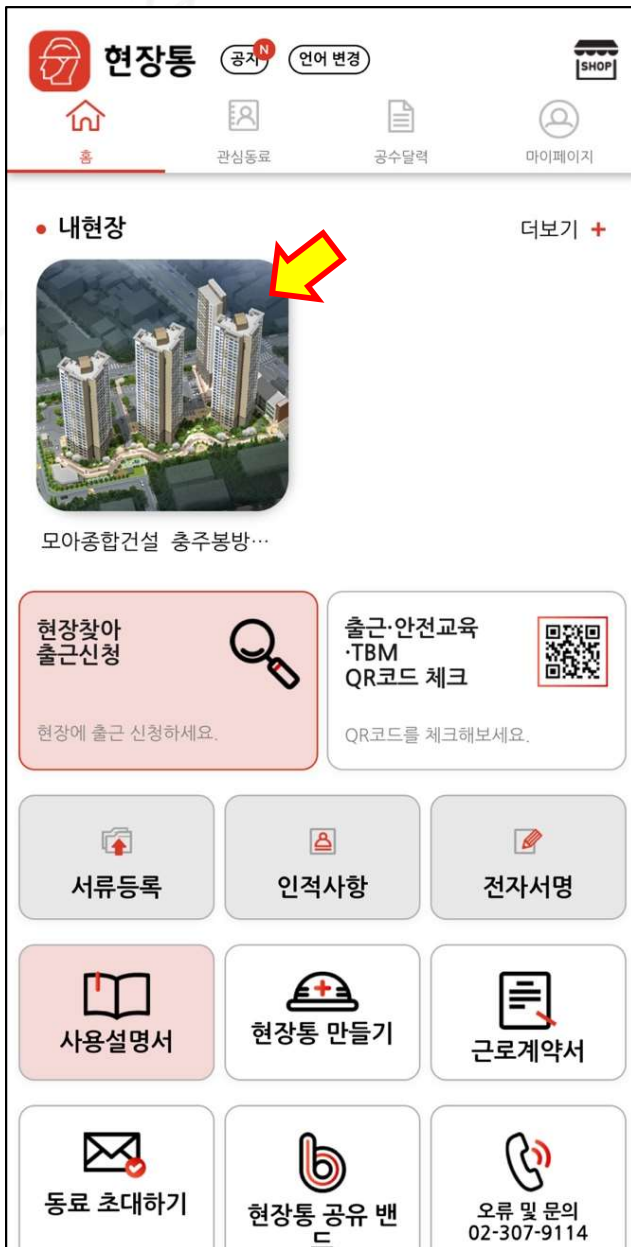 현장통 공지 N 언어 변경 SHOP
홈 관심동료 공수달력 마이페이지
• 내현장 더보기 +
모아종합건설 충주봉방…
현장찾아
출근신청
현장에 출근 신청하세요.
출근·안전교육
·TBM
QR코드 체크
QR코드를 체크해보세요.
서류등록 인적사항 전자서명
사용설명서 현장통 만들기 근로계약서
동료 초대하기
현장통 공유 밴
드
오류 및 문의
02-307-9114